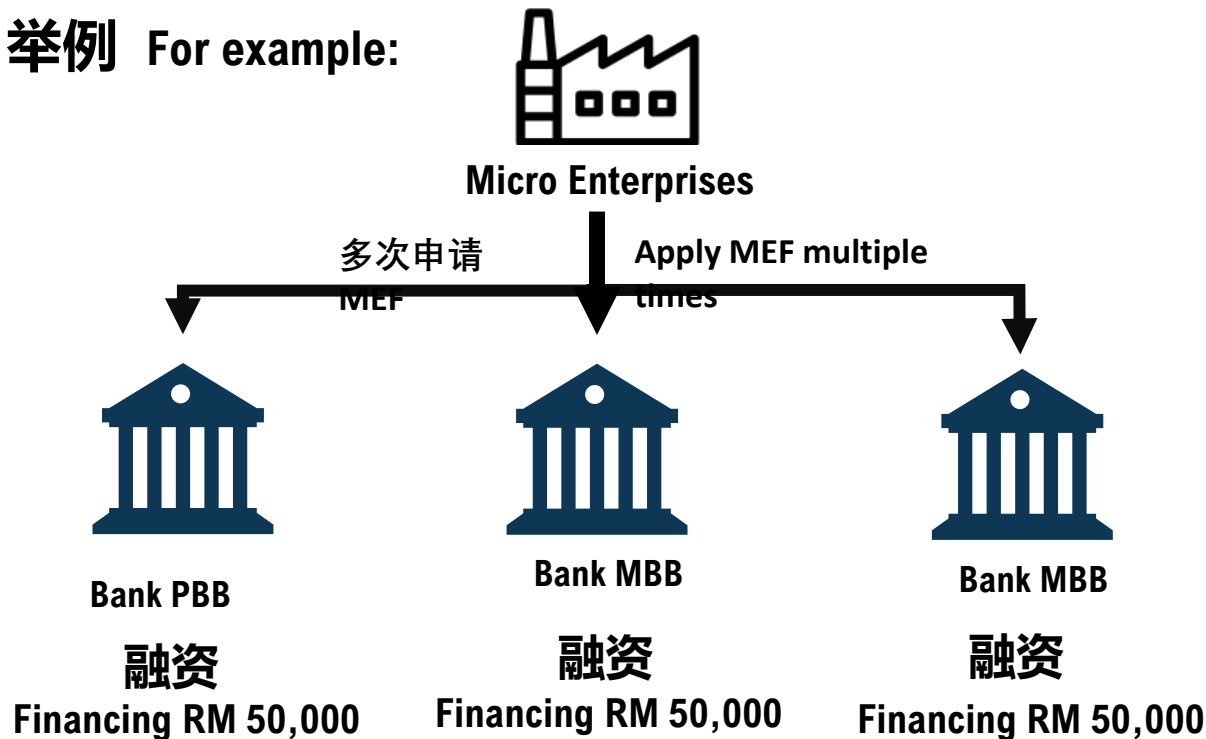 举例 For example:
Micro Enterprises
多次申请
MEF
Apply MEF multiple
times
Bank PBB
Bank MBB
Bank MBB
融资
Financing RM 50,000
融资
Financing RM 50,000
融资
Financing RM 50,000